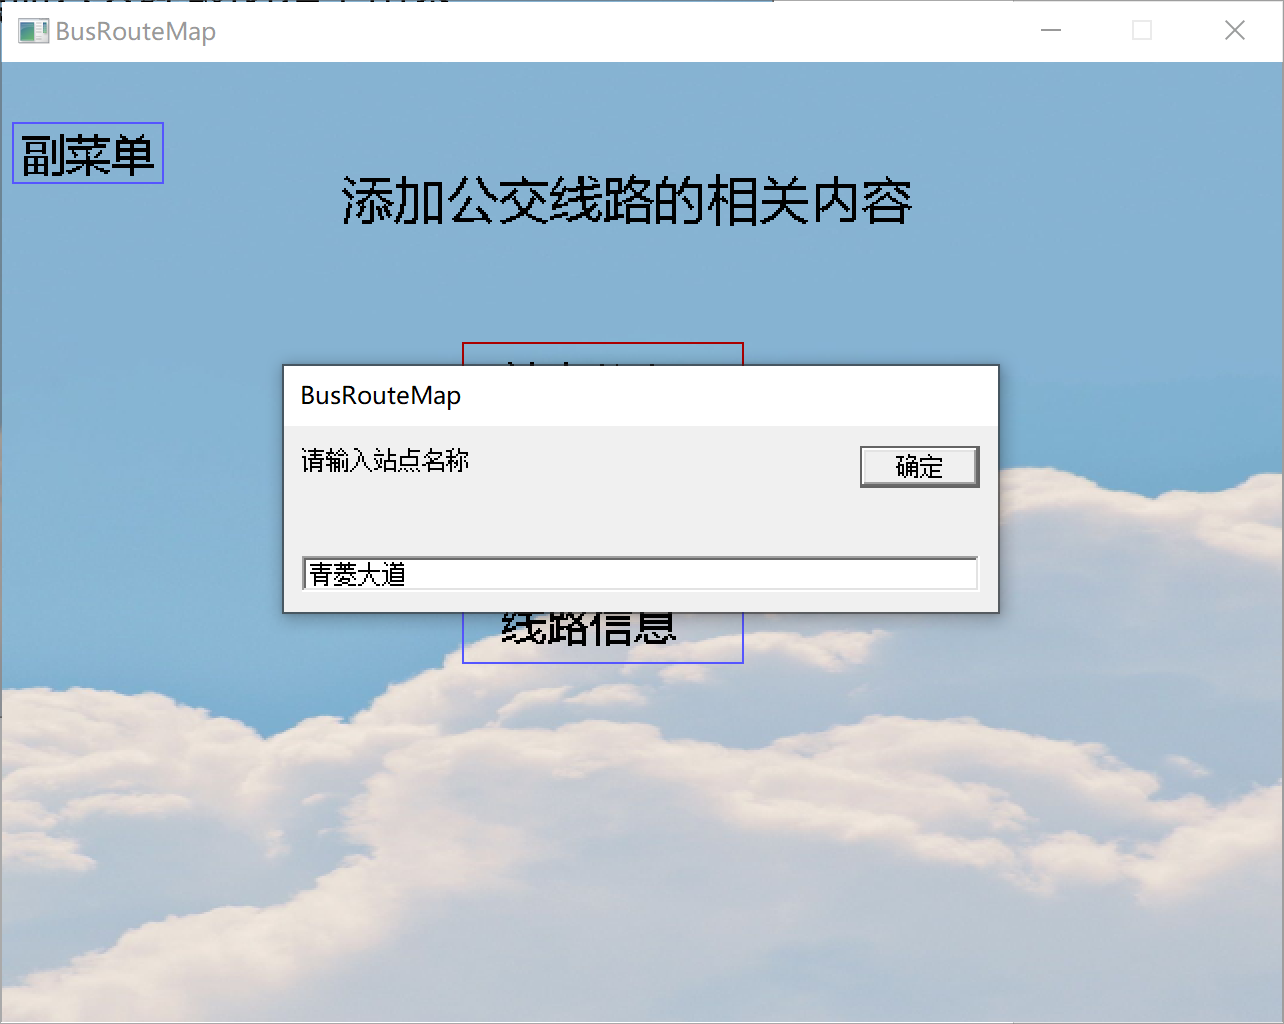 BusRouteMap
副菜单
添加公交线路的相关内容
BusRouteMap
请输入站点名称
确定
青菱大道
线路信息